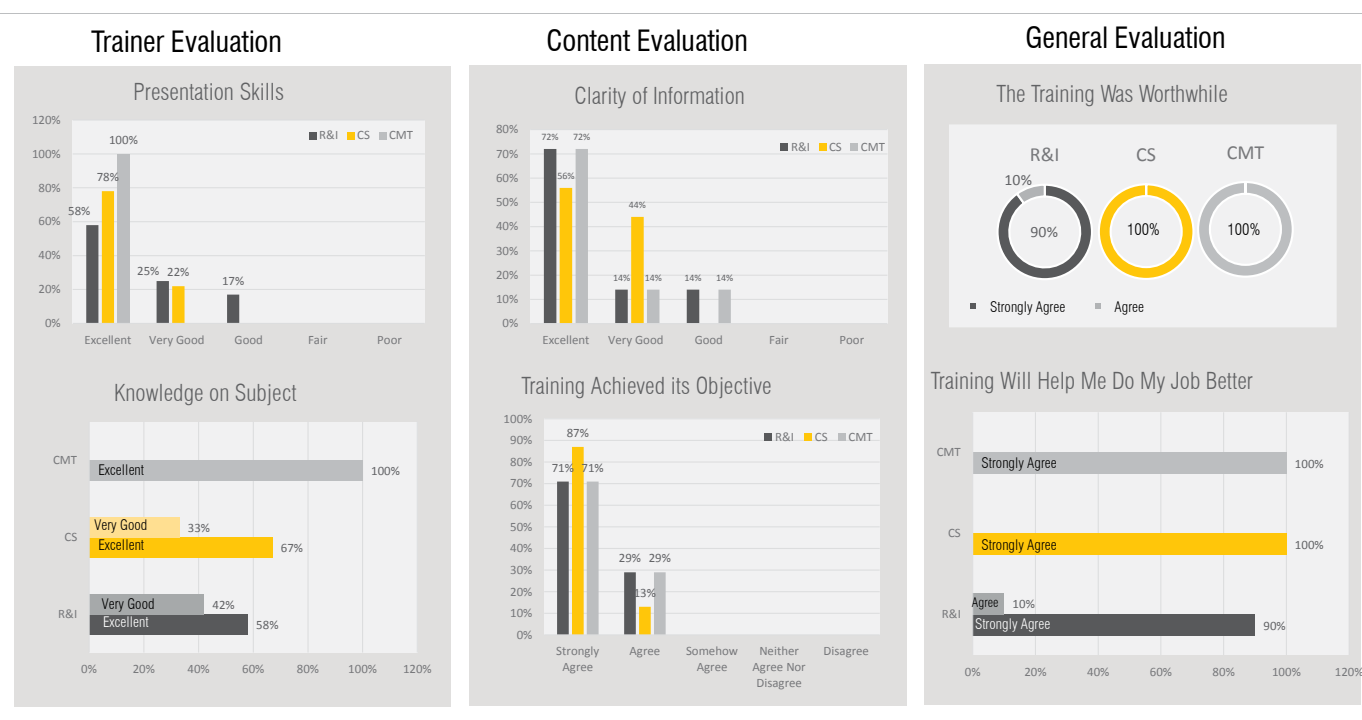 Trainer Evaluation
Presentation Skills
120%
100%
80%
60%
40%
20%
0%
R&I CS CMT
58%
78%
100%
25%
22%
17%
Excellent Very Good Good Fair Poor
Knowledge on Subject
CMT
Excellent
100%
CS
Very Good
33%
Excellent
67%
R&I
Very Good
42%
Excellent
58%
0% 20% 40% 60% 80% 100% 120%
Content Evaluation
Clarity of Information
80%
70%
60%
50%
40%
30%
20%
10%
0%
R&I CS CMT
72%
56%
72%
14%
44%
14%
14%
14%
Excellent Very Good Good Fair Poor
Training Achieved its Objective
100%
90%
80%
70%
60%
50%
40%
30%
20%
10%
0%
R&I CS CMT
71%
87%
71%
29%
13%
29%
Strongly
Agree
Agree
Somehow
Agree
Neither
Agree Nor
Disagree
Disagree
General Evaluation
The Training Was Worthwhile
R&I CS CMT
10%
90%
100%
100%
Strongly Agree Agree
Training Will Help Me Do My Job Better
CMT
Strongly Agree
100%
CS
Strongly Agree
100%
R&I
Agree
10%
Strongly Agree
90%
0% 20% 40% 60% 80% 100% 120%